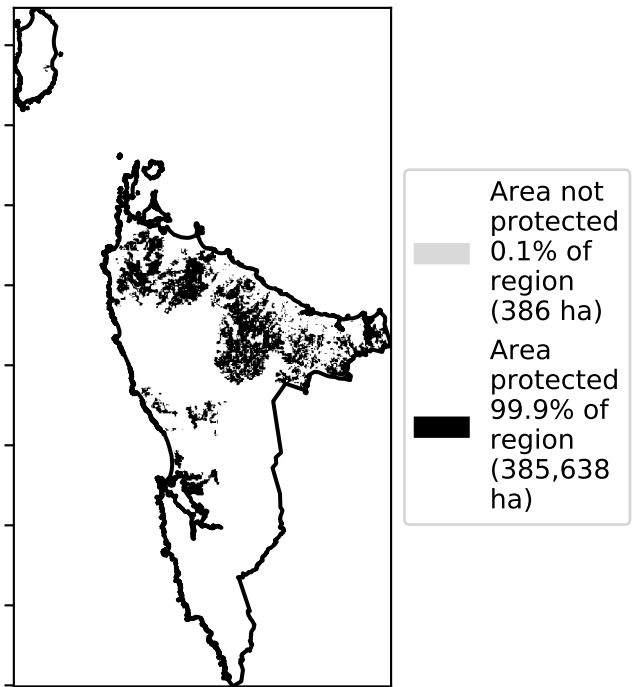 Area not
protected
0.1% of
region
(386 ha)
Area
protected
99.9% of
region
(385,638
ha)